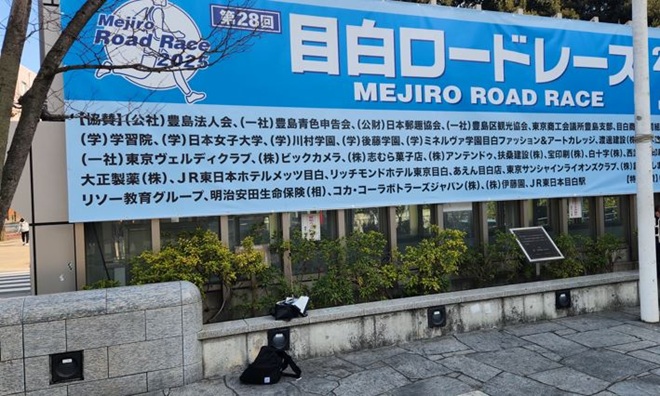 Mejiro
Road Race
2025
第28回
目白ロードレース
MEJIRO ROAD RACE
【協賛】(公社)豊島法人会、(一社)豊島青色申告会、(公財)日本郵趣協会、(一社)豊島区観光協会、東京商工会議所豊島支部、目白
(学)学習院、(学)日本女子大学、(学)川村学園、(学)後藤学園、(学)ミネルヴァ学園目白ファッション&アートカレッジ、渡邉建設(
(一社)東京ヴェルディクラブ、(株)ビックカメラ、(株)志むら菓子店、(株)アンテンドゥ、扶桑建設(株)、宝印刷(株)、白十字(株)、西
大正製薬(株)、JR東日本ホテルメッツ目白、リッチモンドホテル東京目白、あえん目白店、東京サンシャインライオンズクラブ、
リソー教育グループ、明治安田生命保険(相)、コカ・コーラボトラーズジャパン(株)、(株)伊藤園、JR東日本目白駅